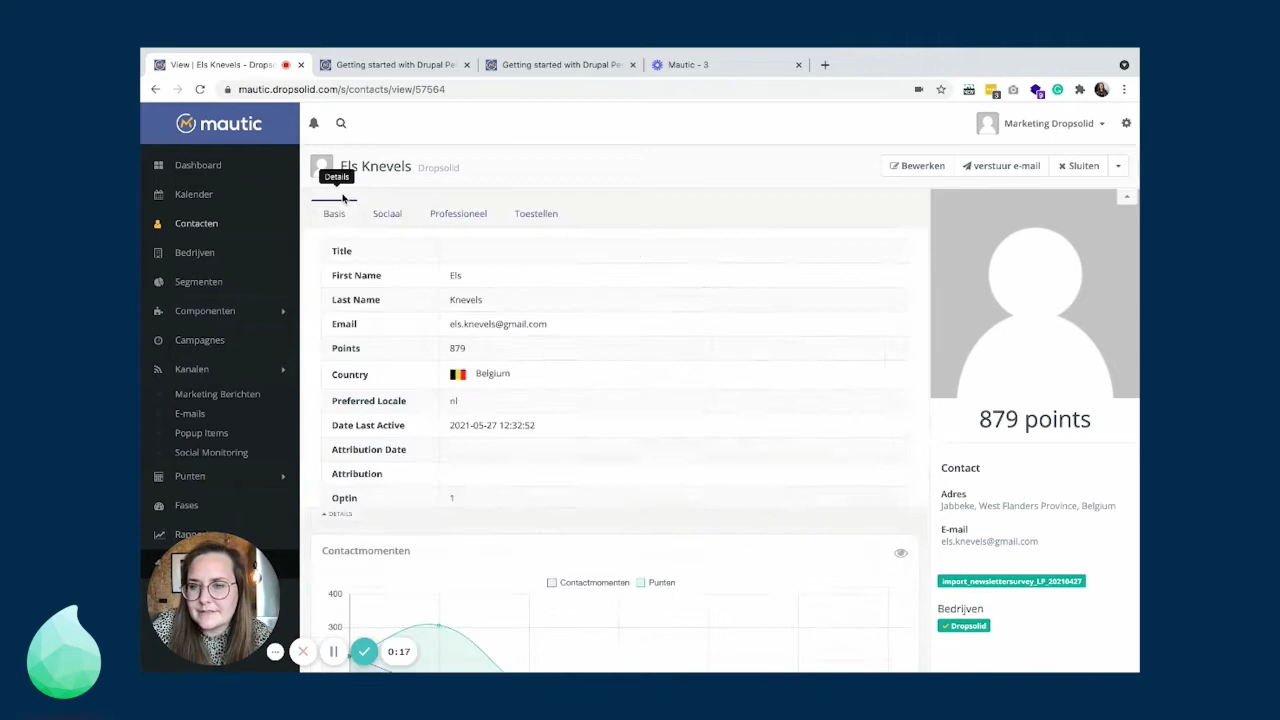 View | Els Knevels - Dropso
Getting started with Drupal Pe
Getting started with Drupal Pe
Mautic - 3
mautic.dropsolid.com/s/contacts/view/57564
mautic
Marketing Dropsolid
Els Knevels Dropsolid
Bewerken
verstuur e-mail
Sluiten
Details
Dashboard
Kalender
Contacten
Bedrijven
Segmenten
Componenten
Campagnes
Kanalen
Marketing Berichten
E-mails
Popup Items
Social Monitoring
Punten
Fases
Basis
Sociaal
Professioneel
Toestellen
Title
First Name Els
Last Name Knevels
Email els.knevels@gmail.com
Points 879
Country Belgium
Preferred Locale nl
Date Last Active 2021-05-27 12:32:52
Attribution Date
Attribution
Optin 1
DETAILS
Contactmomenten
Contactmomenten Punten
400
300
879 points
Contact
Adres
Jabbeke, West Flanders Province, Belgium
E-mail
els.knevels@gmail.com
import_newslettersurvey_LP_20210427
Bedrijven
Dropsolid
0:17